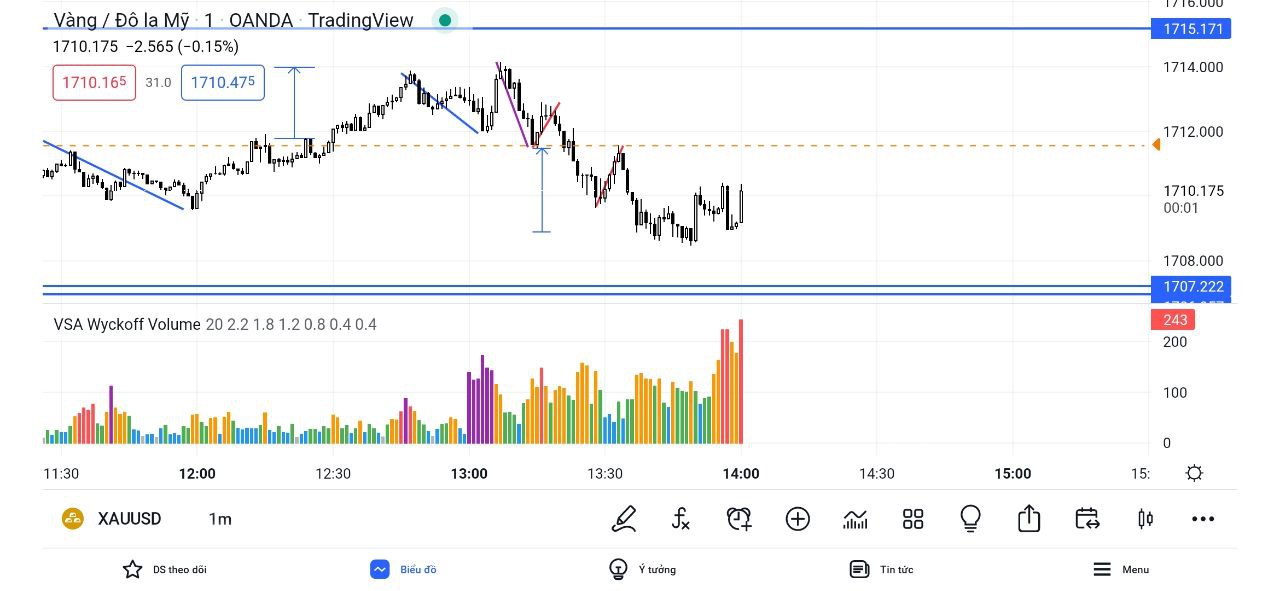 1716.000
Vàng / Đô la Mỹ · 1 · OANDA · TradingView
1715.171
1710.175 −2.565 (−0.15%)
1714.000
1710.165 31.0 1710.475
1712.000
1710.175
00:01
1708.000
1707.222
VSA Wyckoff Volume 20 2.2 1.8 1.2 0.8 0.4 0.4
243
200
100
0
11:30 12:00 12:30 13:00 13:30 14:00 14:30 15:00 15:
XAUUSD 1m
DS theo dõi Biểu đồ Ý tưởng Tin tức Menu